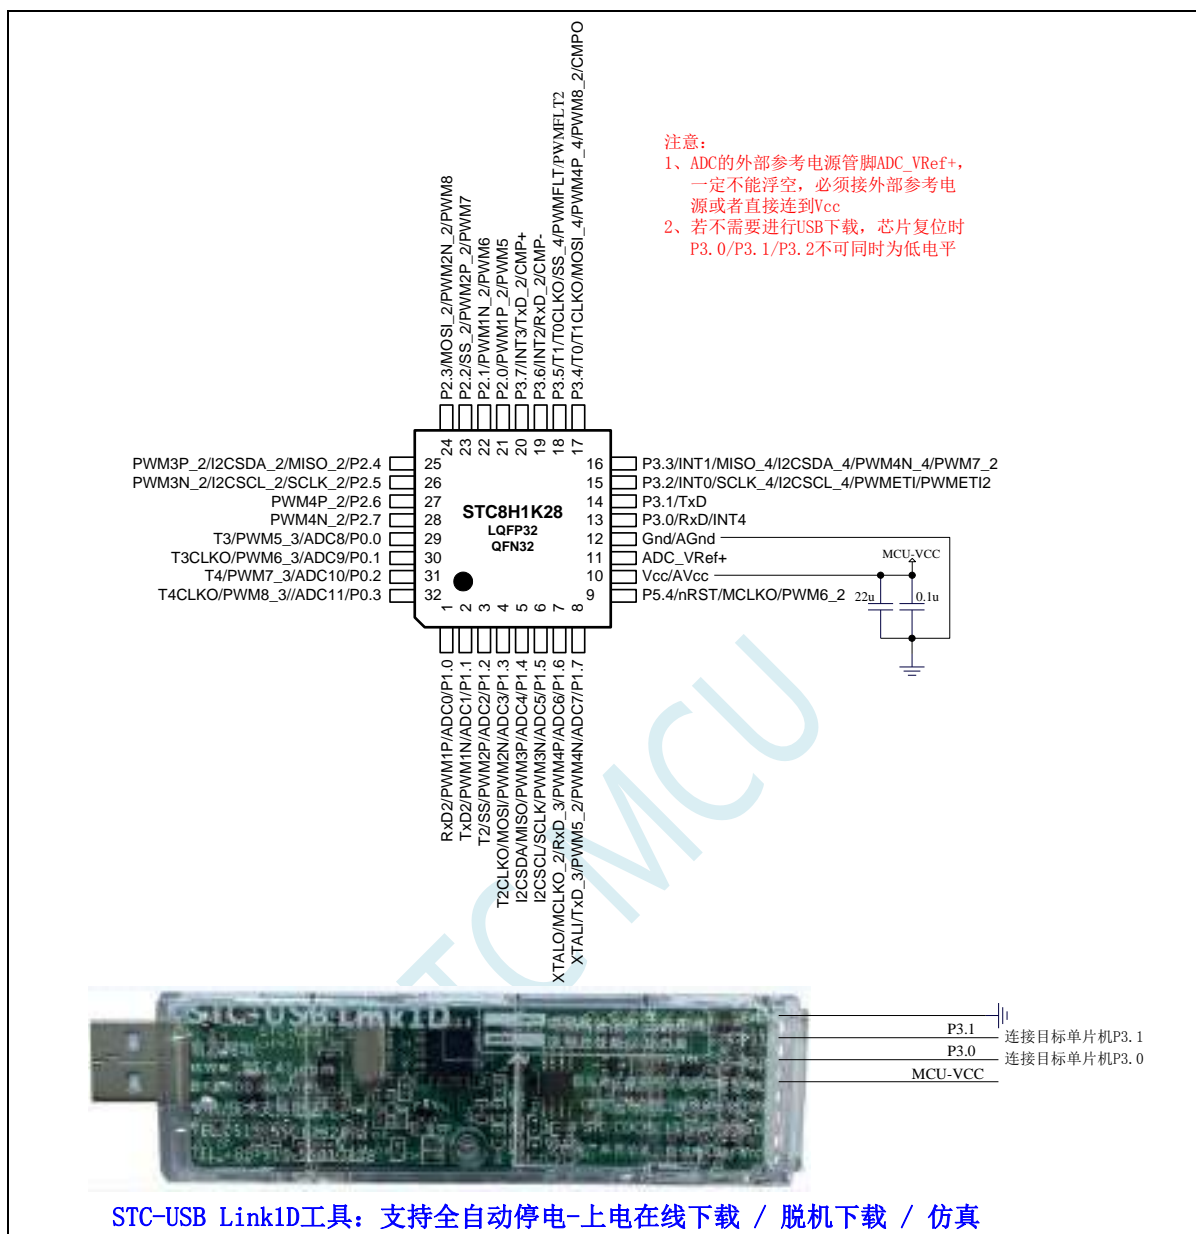 P2.3/MOSI_2/PWM2N_2/PWM8
P2.2/SS_2/PWM2P_2/PWM7
P2.1/PWM1N_2/PWM6
P2.0/PWM1P_2/PWM5
P3.7/INT3/TxD_2/CMP+
P3.6/INT2/RxD_2/CMP-
P3.5/T1/T0CLKO/SS_4/PWMFLT/PWMFLT2
P3.4/T0/T1CLKO/MOSI_4/PWM4P_4/PWM8_2/CMPO
注意:
1、ADC的外部参考电源管脚ADC_VRef+,
一定不能浮空, 必须接外部参考电
源或者直接连到Vcc
2、若不需要进行USB下载, 芯片复位时
P3.0/P3.1/P3.2不可同时为低电平
24 23 22 21 20 19 18 17
PWM3P_2/I2CSDA_2/MISO_2/P2.4 25
PWM3N_2/I2CSCL_2/SCLK_2/P2.5 26
PWM4P_2/P2.6 27
PWM4N_2/P2.7 28
T3/PWM5_3/ADC8/P0.0 29
T3CLKO/PWM6_3/ADC9/P0.1 30
T4/PWM7_3/ADC10/P0.2 31
T4CLKO/PWM8_3//ADC11/P0.3 32
STC8H1K28
LQFP32
QFN32
16 P3.3/INT1/MISO_4/I2CSDA_4/PWM4N_4/PWM7_2
15 P3.2/INT0/SCLK_4/I2CSCL_4/PWMETI/PWMETI2
14 P3.1/TxD
13 P3.0/RxD/INT4
12 Gnd/AGnd
11 ADC_VRef+
10 Vcc/AVcc
9 P5.4/nRST/MCLKO/PWM6_2
MCU-VCC
22u 0.1u
1 2 3 4 5 6 7 8
RxD2/PWM1P/ADC0/P1.0
TxD2/PWM1N/ADC1/P1.1
T2/SS/PWM2P/ADC2/P1.2
T2CLKO/MOSI/PWM2N/ADC3/P1.3
I2CSDA/MISO/PWM3P/ADC4/P1.4
I2CSCL/SCLK/PWM3N/ADC5/P1.5
XTALO/MCLKO_2/RxD_3/PWM4P/ADC6/P1.6
XTALI/TxD_3/PWM5_2/PWM4N/ADC7/P1.7
STC MCU
STC-USB Link1D
P3.1 连接目标单片机P3.1
P3.0 连接目标单片机P3.0
MCU-VCC
STC-USB Link1D工具: 支持全自动停电-上电在线下载 / 脱机下载 / 仿真